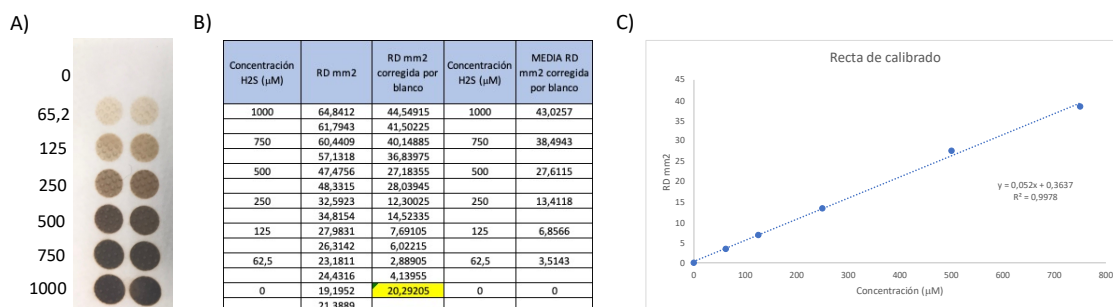 A)
0
65,2
125
250
500
750
1000
B)
Concentración H2S (μM) RD mm2 RD mm2 corregida por blanco Concentración H2S (μM) MEDIA RD mm2 corregida por blanco
1000 64,8412 44,54915 1000 43,0257
61,7943 41,50225
750 60,4409 40,14885 750 38,4943
57,1318 36,83975
500 47,4756 27,18355 500 27,6115
48,3315 28,03945
250 32,5923 12,30025 250 13,4118
34,8154 14,52335
125 27,9831 7,69105 125 6,8566
26,3142 6,02215
62,5 23,1811 2,88905 62,5 3,5143
24,4316 4,13955
0 19,1952 20,29205 0 0
21,3889
C)
Recta de calibrado
45
40
35
30
25
20
15
10
5
0
RD mm2
y = 0,052x + 0,3637
R² = 0,9978
0 100 200 300 400 500 600 700 800
Concentración (μM)